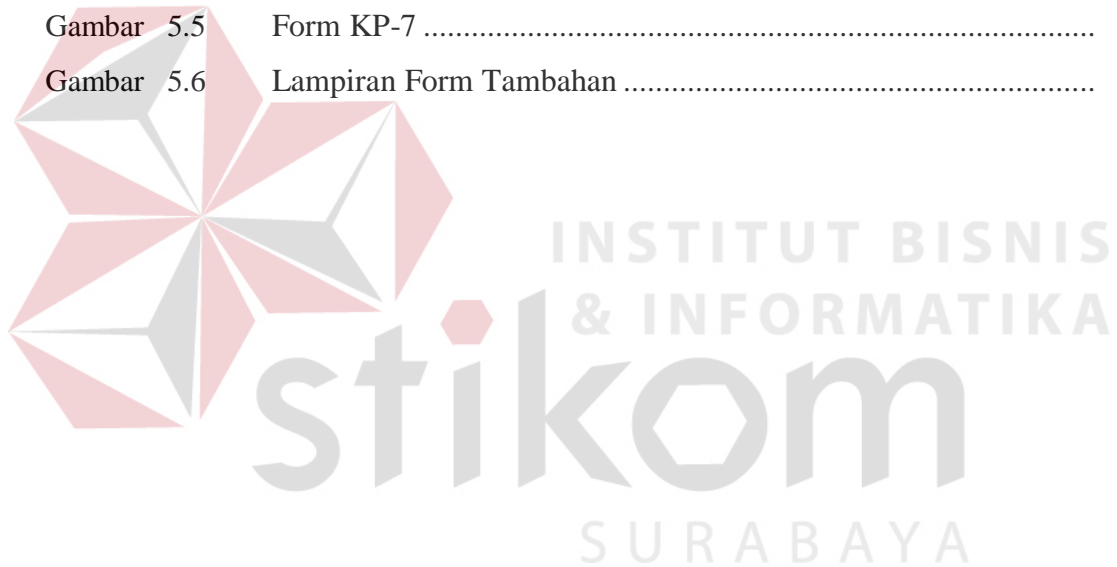 Gambar 5.5 Form KP-7 ....................................................................................
Gambar 5.6 Lampiran Form Tambahan ...........................................................
INSTITUT BISNIS
& INFORMATIKA
stikom
SURABAYA